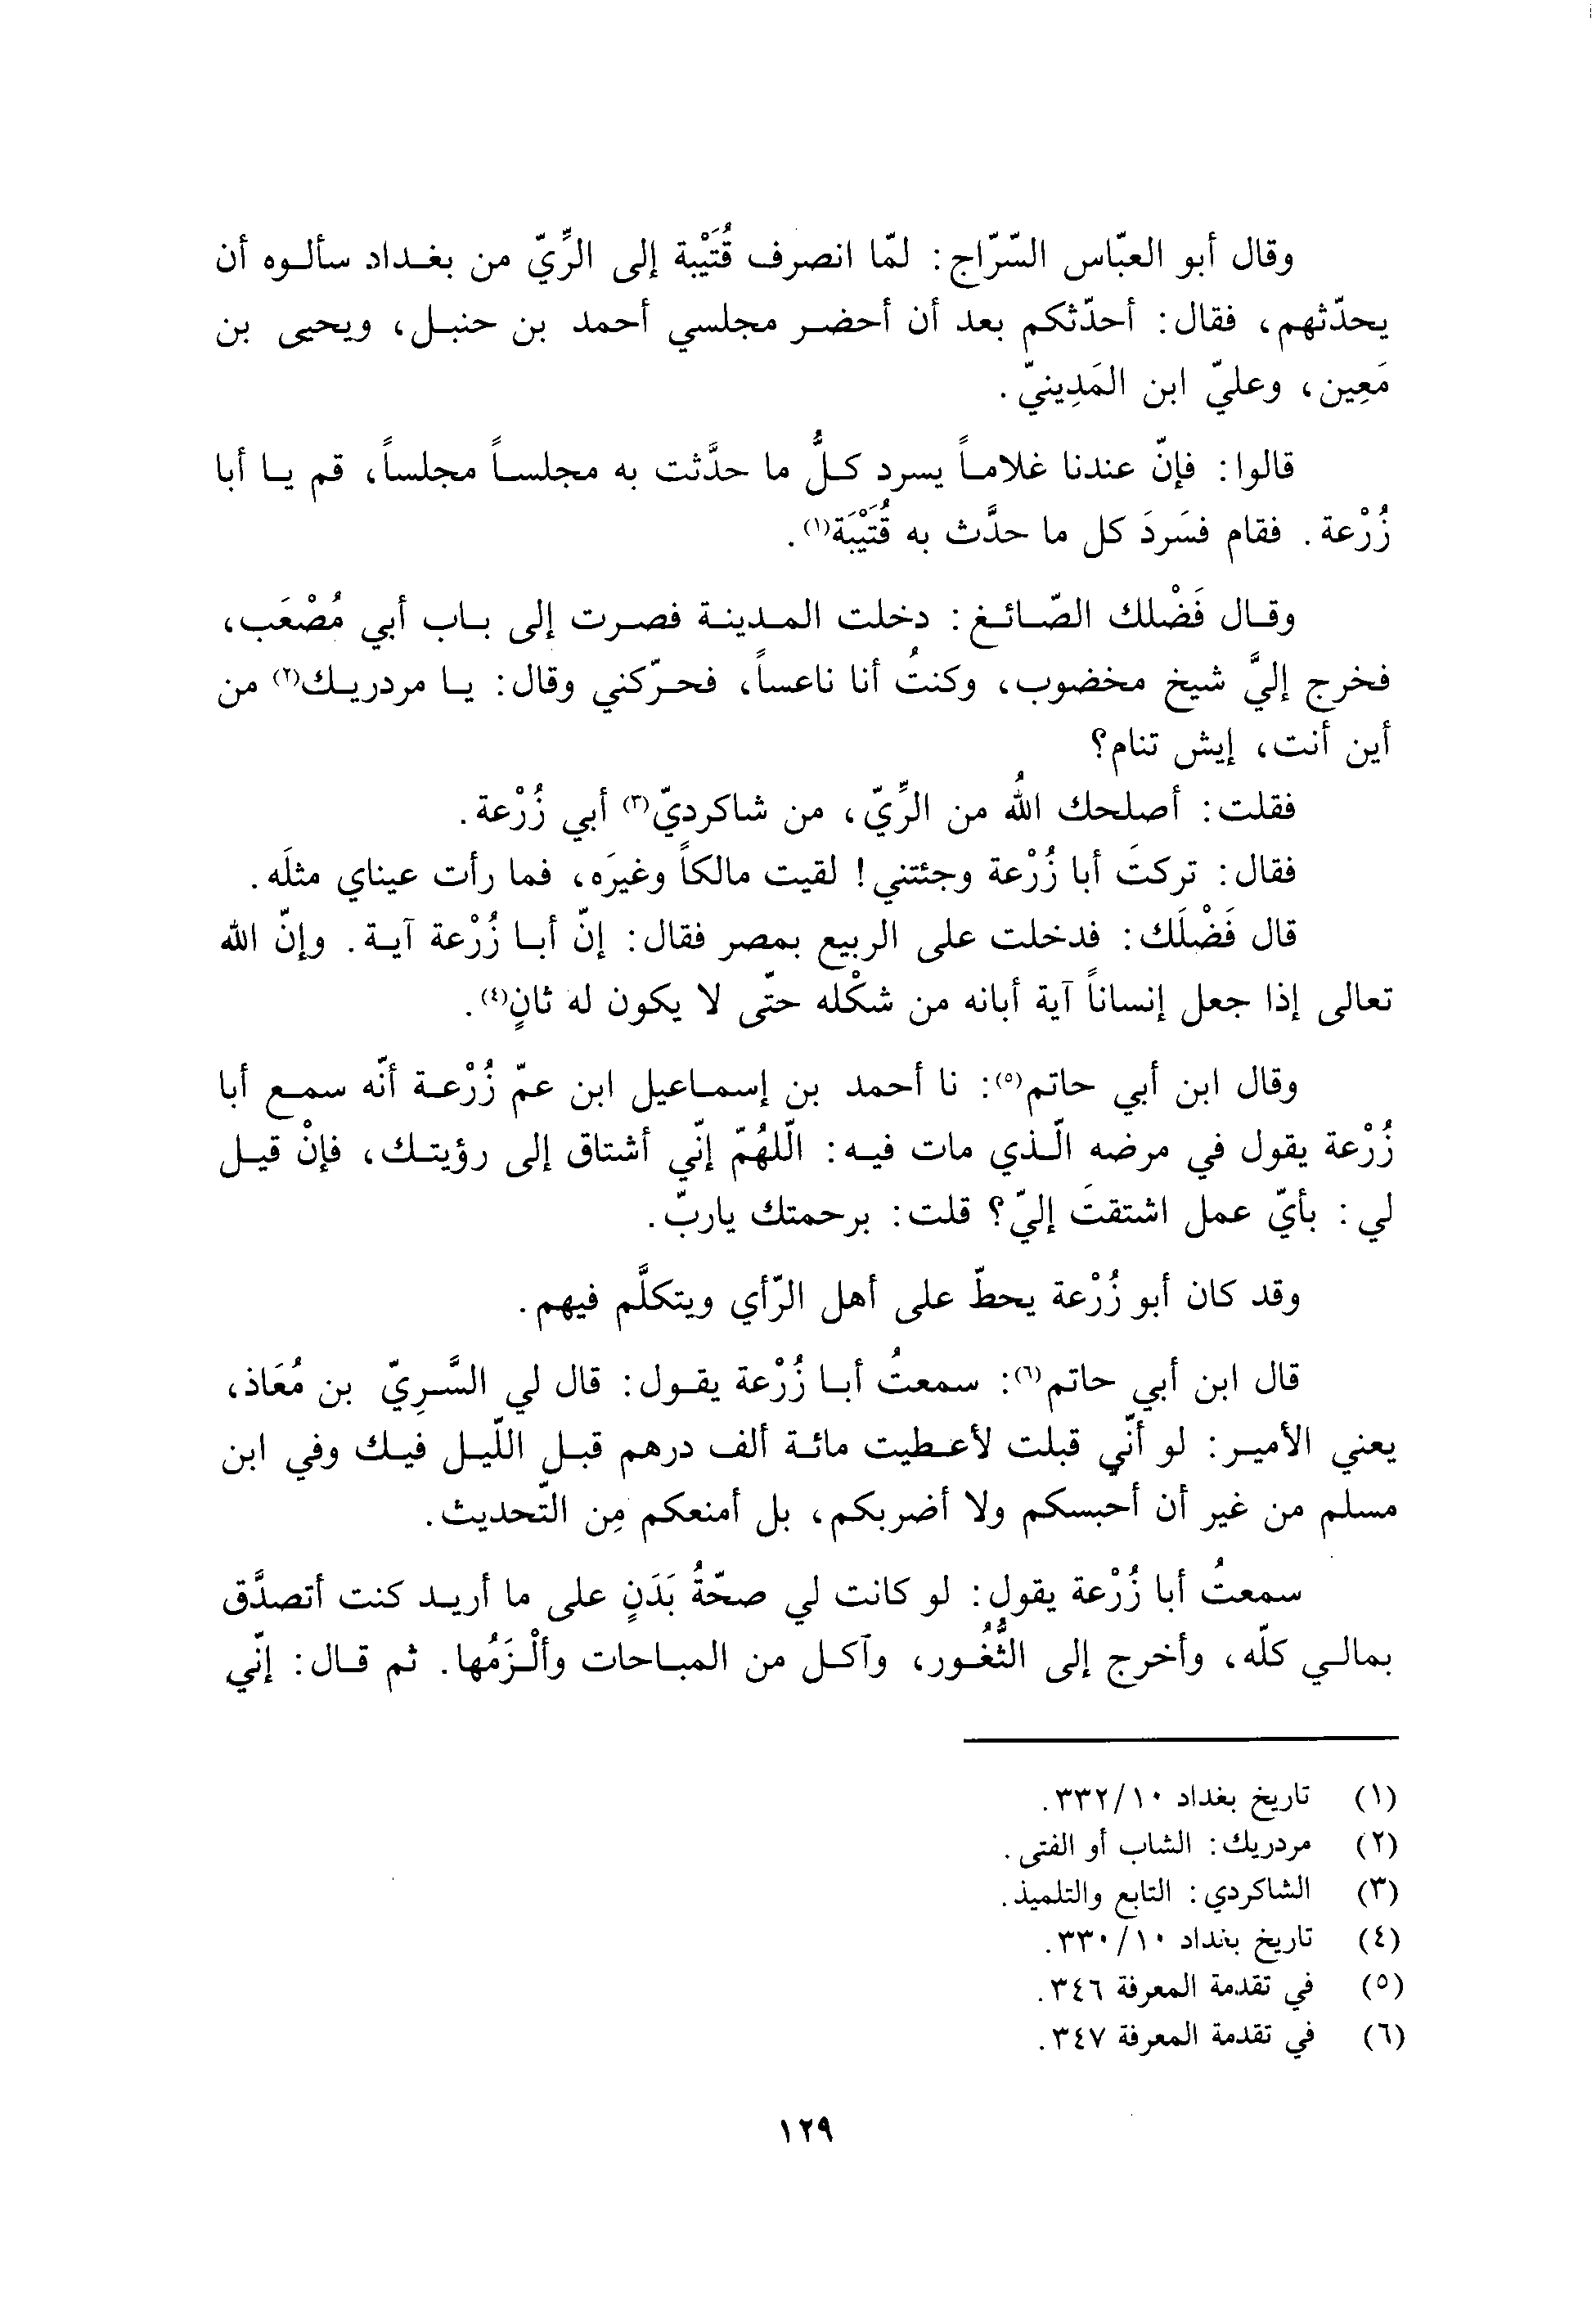 وقال أبو العبّاس السّرّاج: لمّا انصرف قُتَيْبة إلى الرِّيّ من بغداد سألوه أن
يحدّثهم، فقال: أحدّثكم بعد أن أحضر مجلسي أحمد بن حنبل، ويحيى بن
مَعِين، وعليّ ابن المَدِينيّ.
قالوا: فإنّ عندنا غلاماً يسرد كلُّ ما حدَّثت به مجلساً مجلساً، قم يا أبا
زُرْعة. فقام فسَردَ كل ما حدَّث به قُتَيْبَة(١).
وقال فَضْلك الصّائغ: دخلت المدينة فصرت إلى باب أبي مُصْعَب،
فخرج إليَّ شيخ مخضوب، وكنتُ أنا ناعساً، فحرّكني وقال: يا مردريك(٢) من
أين أنت، إيش تنام؟
فقلت: أصلحك اللهُ من الرِّيّ، من شاكرديّ(٣) أبي زُرْعة.
فقال: تركتَ أبا زُرْعة وجئتني! لقيت مالكاً وغيرَه، فما رأت عيناي مثلَه.
قال فَضْلَك: فدخلت على الربيع بمصر فقال: إنّ أبا زُرْعة آية. وإنّ الله
تعالى إذا جعل إنساناً آية أبانه من شكْله حتّى لا يكون له ثانٍ(٤).
وقال ابن أبي حاتم(٥): نا أحمد بن إسماعيل ابن عمّ زُرْعة أنّه سمع أبا
زُرْعة يقول في مرضه الّذي مات فيه: الّلهُمّ إنّي أشتاق إلى رؤيتك، فإنْ قيل
لي: بأيّ عمل اشتقتَ إليّ؟ قلت: برحمتك ياربّ.
وقد كان أبو زُرْعة يحطّ على أهل الرّأي ويتكلَّم فيهم.
قال ابن أبي حاتم(٦): سمعتُ أبا زُرْعة يقول: قال لي السَّرِيّ بن مُعَاذ،
يعني الأمير: لو أنّي قبلت لأعطيت مائة ألف درهم قبل اللّيل فيك وفي ابن
مسلم من غير أن أحبسكم ولا أضربكم، بل أمنعكم مِن التّحديث.
سمعتُ أبا زُرْعة يقول: لو كانت لي صحّةُ بَدَنٍ على ما أريد كنت أتصدَّق
بمالي كلّه، وأخرج إلى الثُّغُور، وآكل من المباحات وألْزَمُها. ثم قال: إنّي
(١) تاريخ بغداد ٣٣٢/١٠.
(٢) مردريك: الشاب أو الفتى.
(٣) الشاكردي: التابع والتلميذ.
(٤) تاريخ بغداد ٣٣٠/١٠.
(٥) في تقدمة المعرفة ٣٤٦.
(٦) في تقدمة المعرفة ٣٤٧.
١٢٩